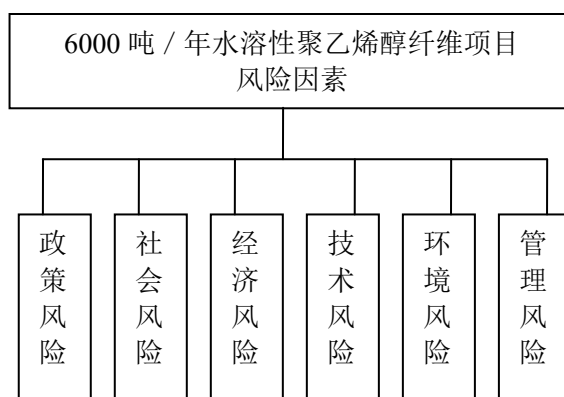 6000 吨／年水溶性聚乙烯醇纤维项目
风险因素
政策风险
社会风险
经济风险
技术风险
环境风险
管理风险